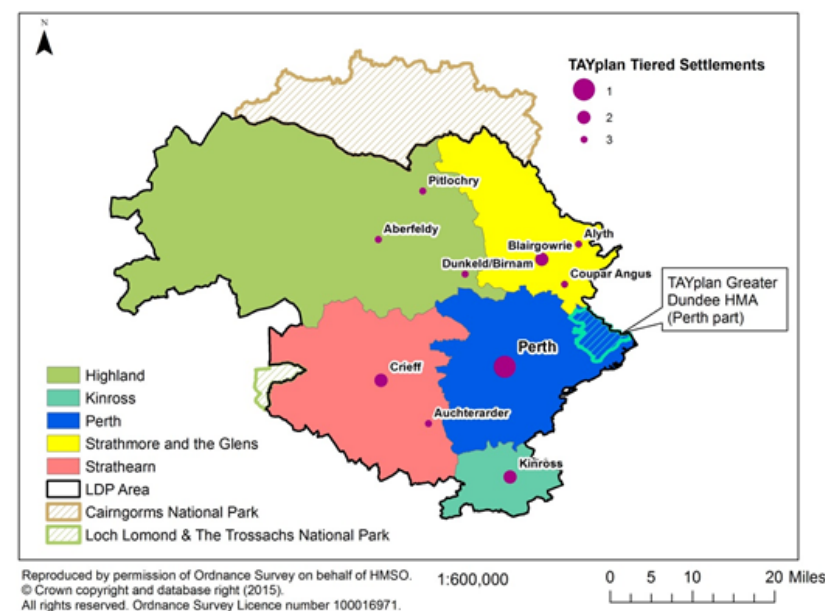 N
TAYplan Tiered Settlements
1
2
3
Pitlochry
Aberfeldy
Alyth
Blairgowrie
Dunkeld/Birnam
Coupar Angus
TAYplan Greater
Dundee HMA
(Perth part)
Perth
Crieff
Auchterarder
Kinross
Highland
Kinross
Perth
Strathmore and the Glens
Strathearn
LDP Area
Cairngorms National Park
Loch Lomond & The Trossachs National Park
Reproduced by permission of Ordnance Survey on behalf of HMSO.
© Crown copyright and database right (2015).
All rights reserved. Ordnance Survey Licence number 100016971.
1:600,000
0 5 10 20 Miles